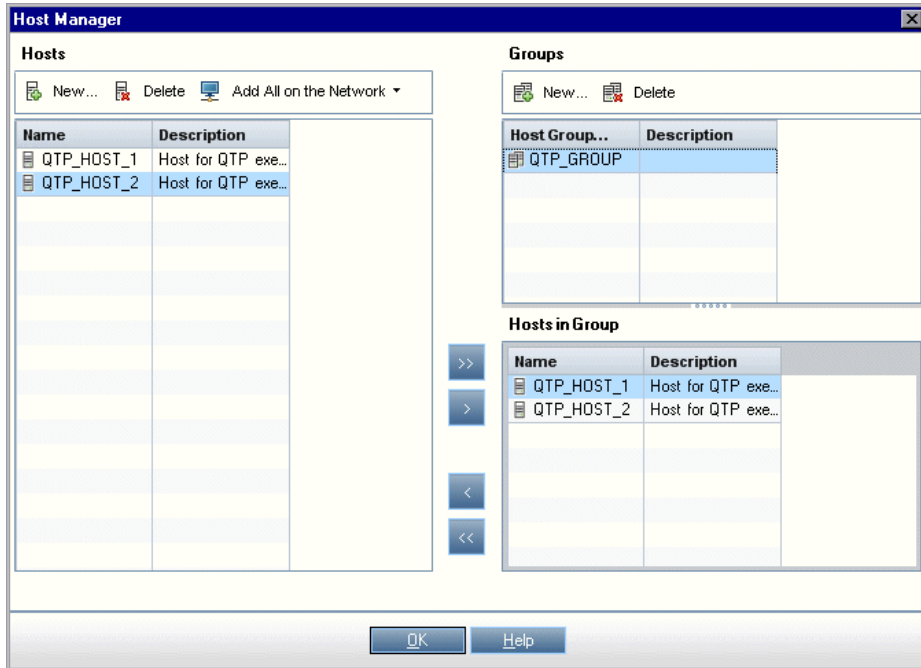 Host Manager
Hosts
New... Delete Add All on the Network
Name Description
QTP_HOST_1 Host for QTP exe...
QTP_HOST_2 Host for QTP exe...
Groups
New... Delete
Host Group... Description
QTP_GROUP
Hosts in Group
Name Description
QTP_HOST_1 Host for QTP exe...
QTP_HOST_2 Host for QTP exe...
>>
>
<
<<
OK Help